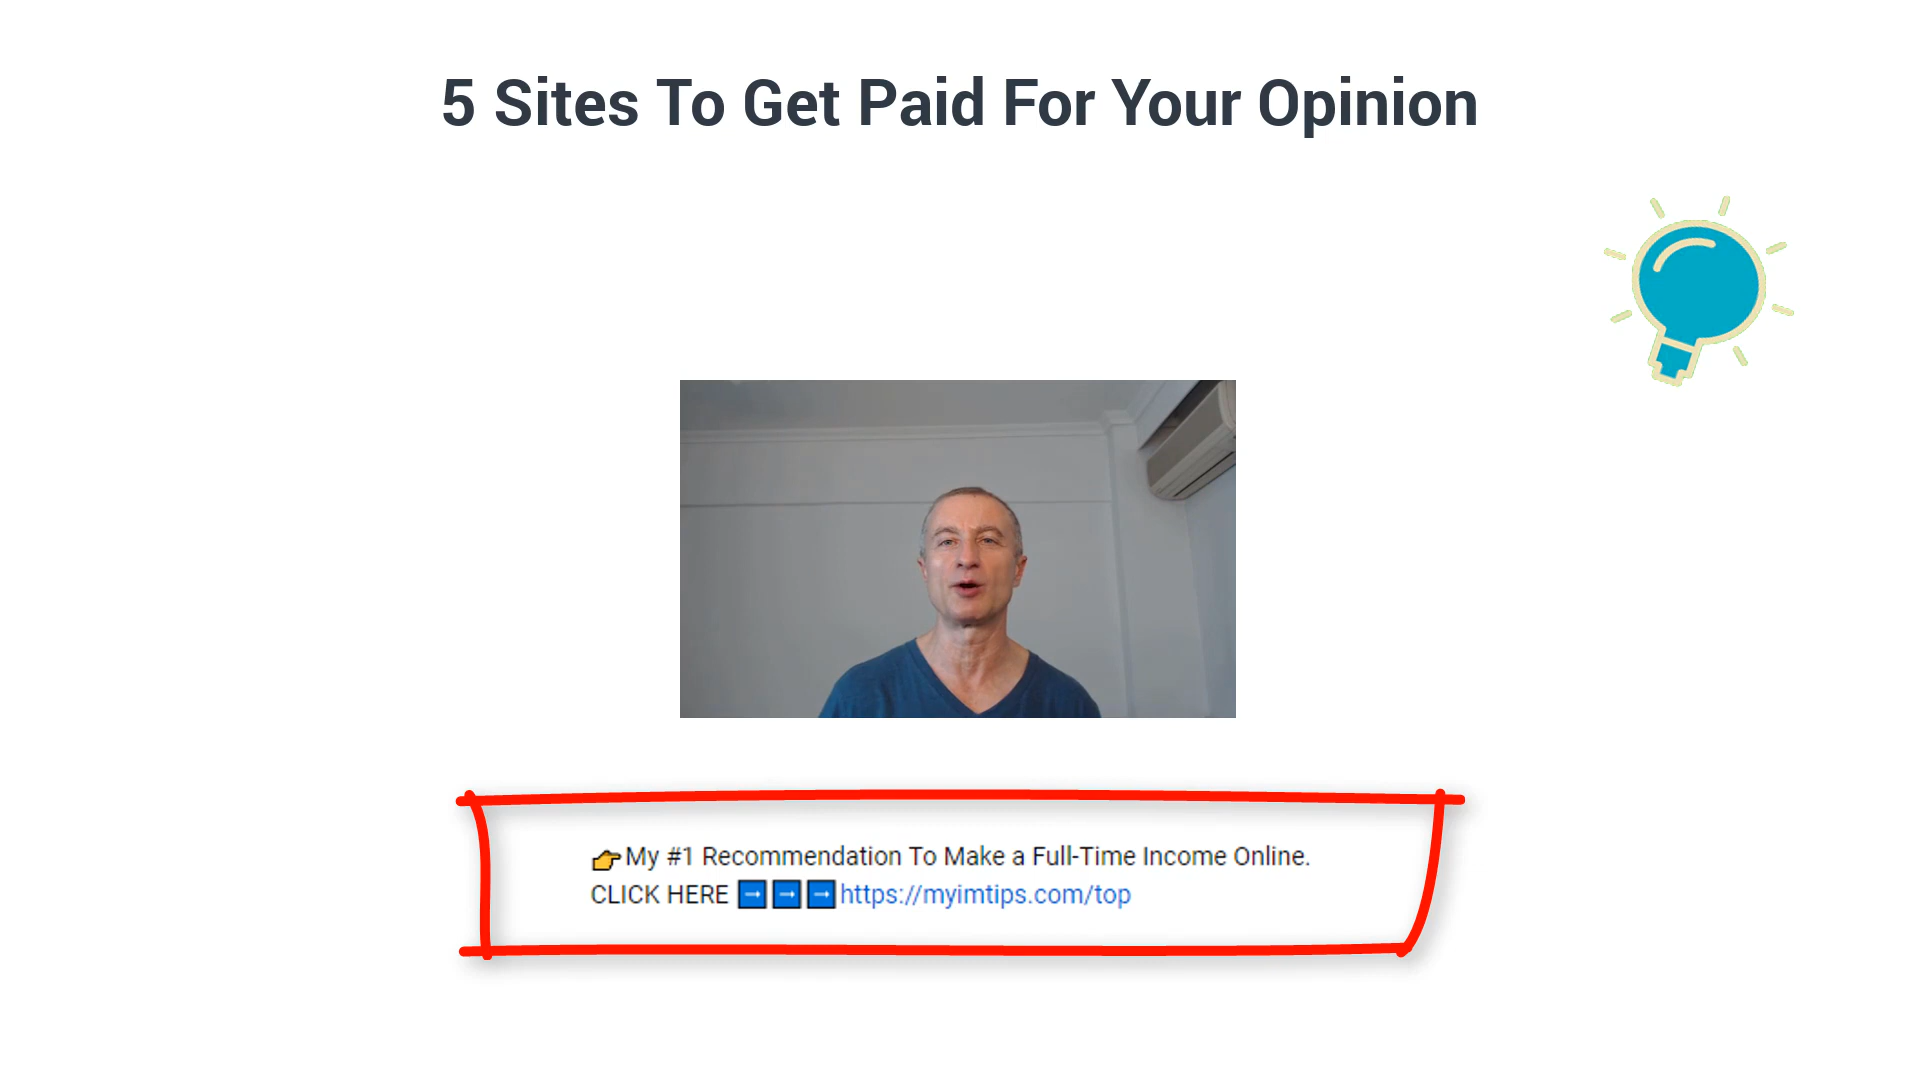 5 Sites To Get Paid For Your Opinion
👉My #1 Recommendation To Make a Full-Time Income Online.
CLICK HERE ➡➡➡https://myimtips.com/top